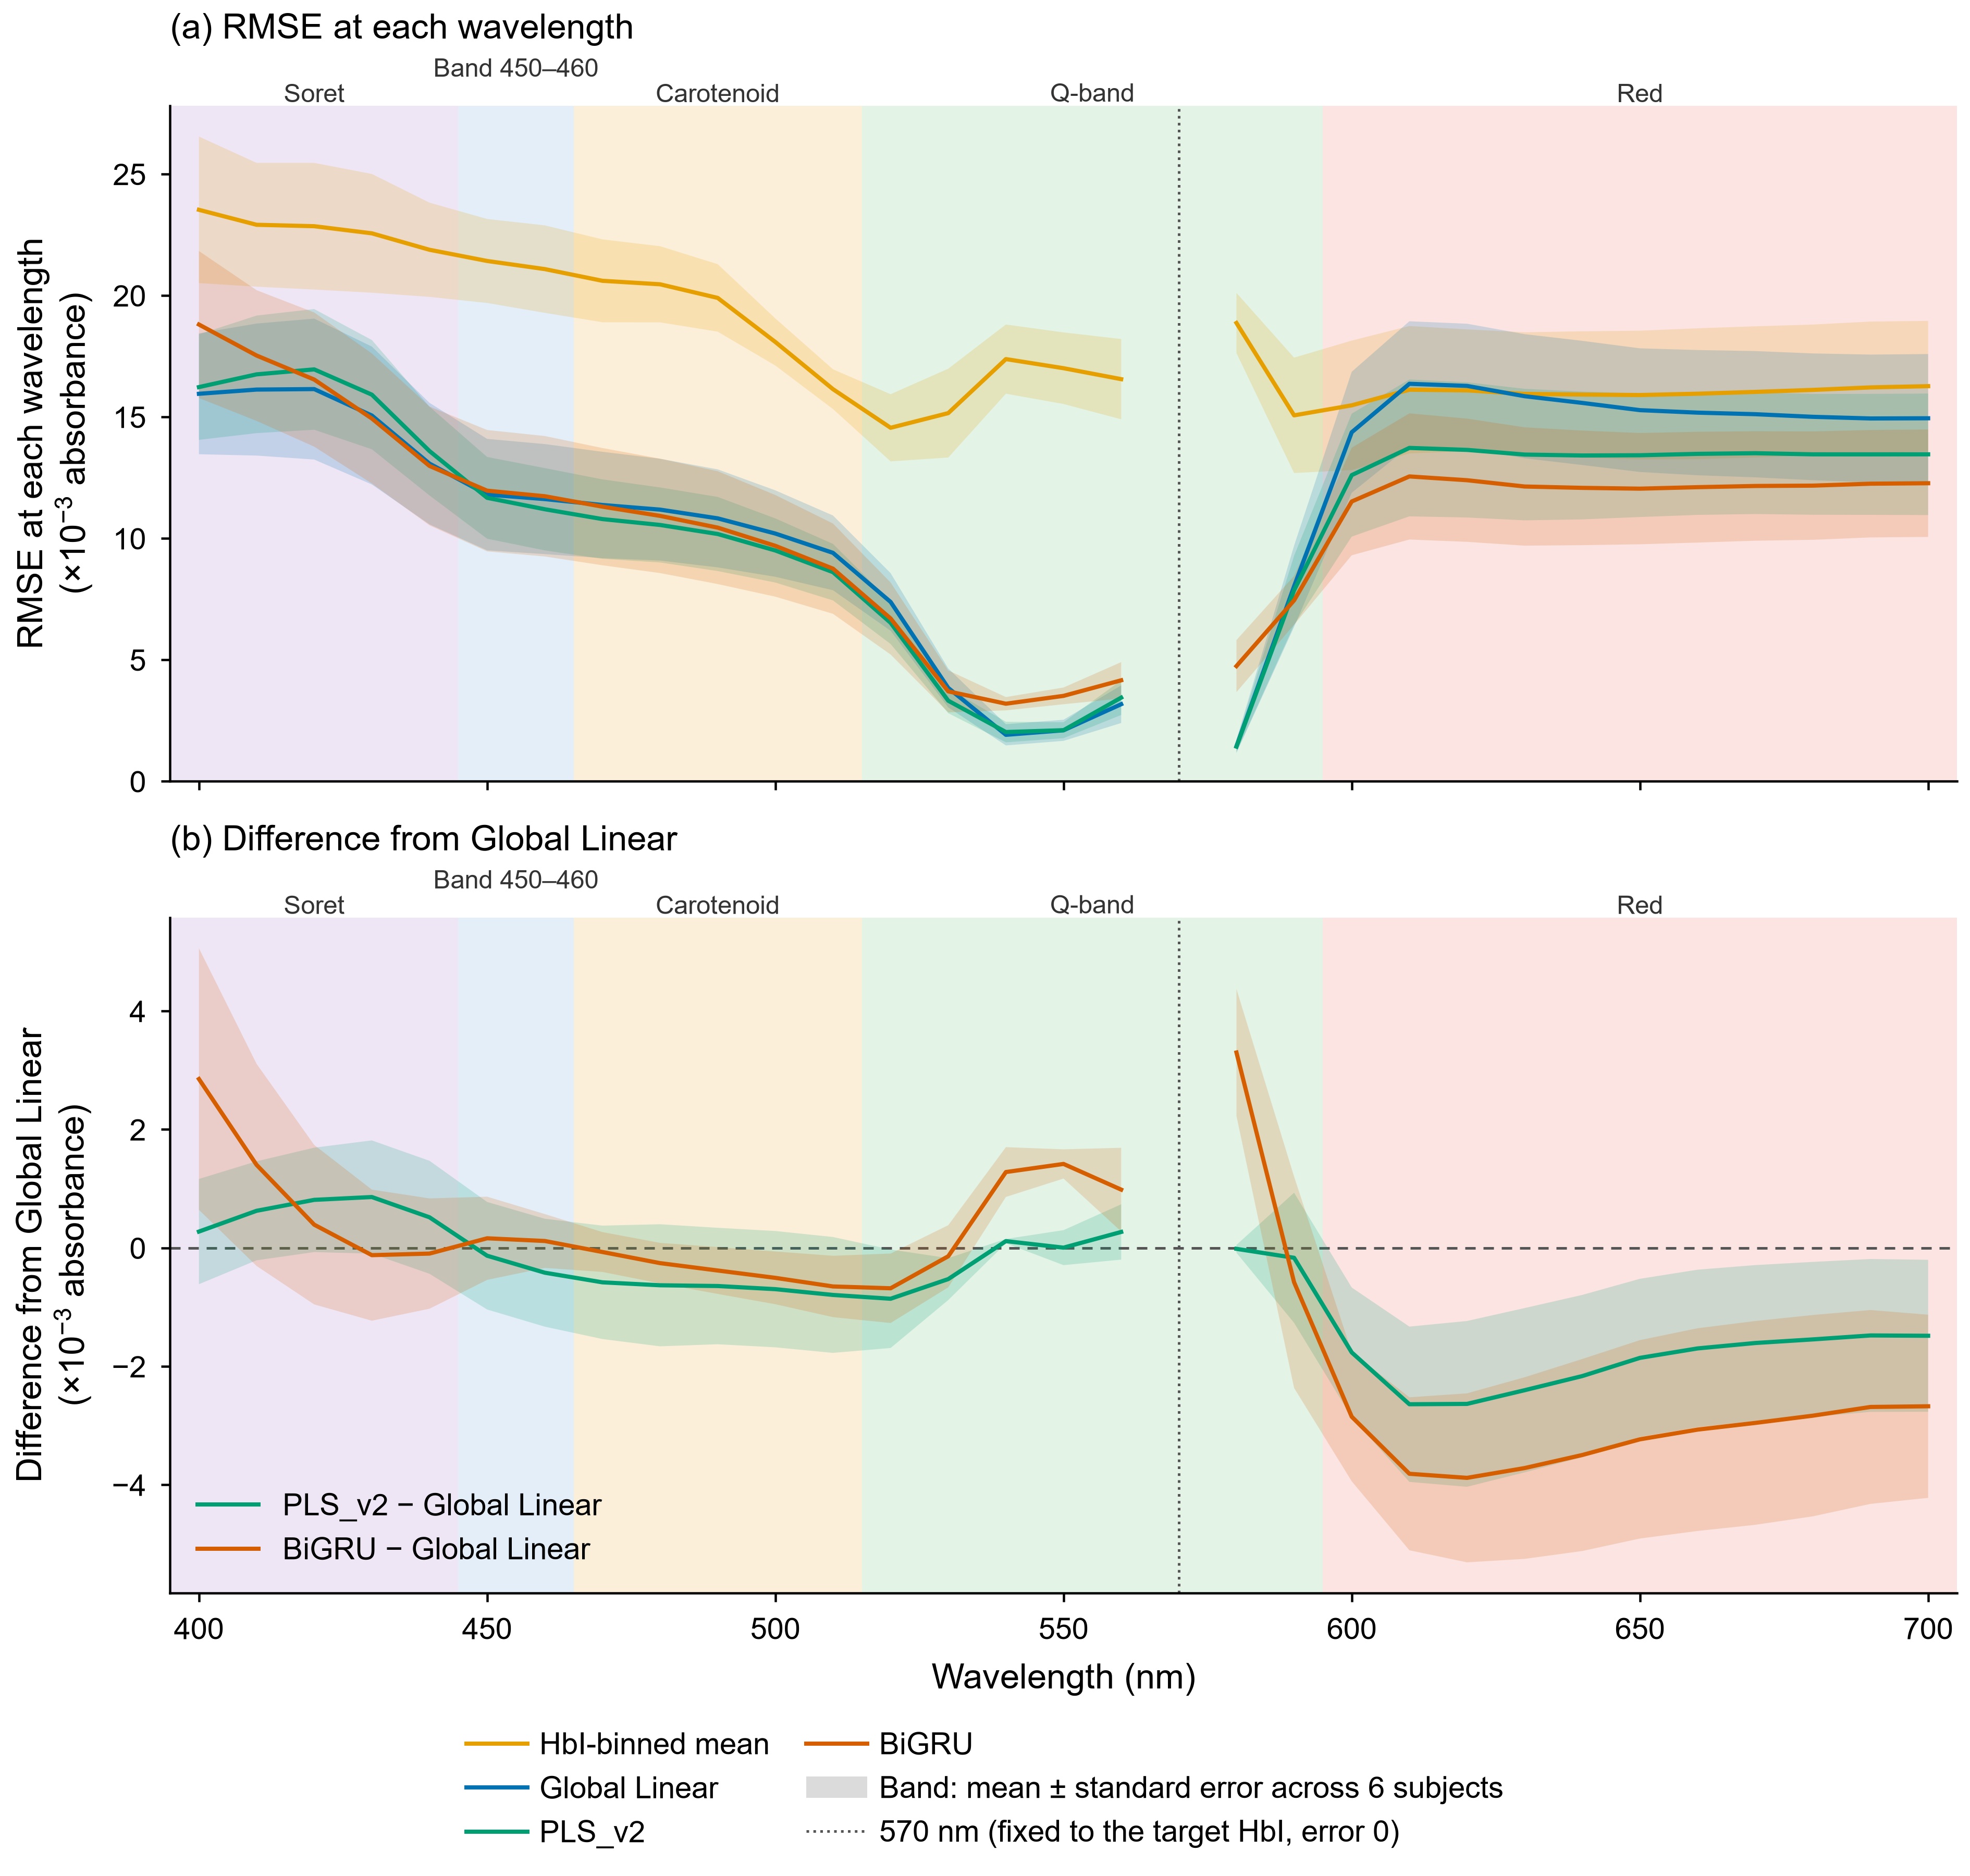 (a) RMSE at each wavelength
Band 450–460
Soret
Carotenoid
Q-band
Red
RMSE at each wavelength
(×10⁻³ absorbance)
25
20
15
10
5
0
(b) Difference from Global Linear
Band 450–460
Soret
Carotenoid
Q-band
Red
Difference from Global Linear
(×10⁻³ absorbance)
4
2
0
−2
−4
PLS_v2 − Global Linear
BiGRU − Global Linear
400
450
500
550
600
650
700
Wavelength (nm)
HbI-binned mean
Global Linear
PLS_v2
BiGRU
Band: mean ± standard error across 6 subjects
570 nm (fixed to the target HbI, error 0)